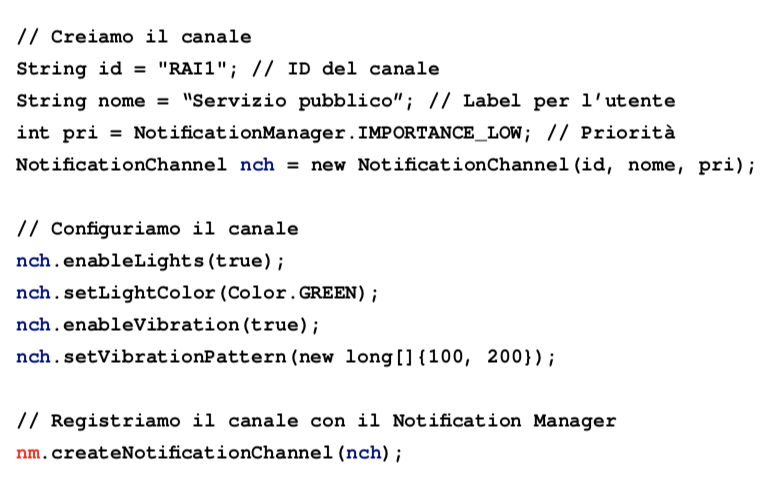 // Creiamo il canale
String id = "RAI1"; // ID del canale
String nome = “Servizio pubblico”; // Label per l’utente
int pri = NotificationManager.IMPORTANCE_LOW; // Priorità
NotificationChannel nch = new NotificationChannel(id, nome, pri);
// Configuriamo il canale
nch.enableLights(true);
nch.setLightColor(Color.GREEN);
nch.enableVibration(true);
nch.setVibrationPattern(new long[]{100, 200});
// Registriamo il canale con il Notification Manager
nm.createNotificationChannel(nch);